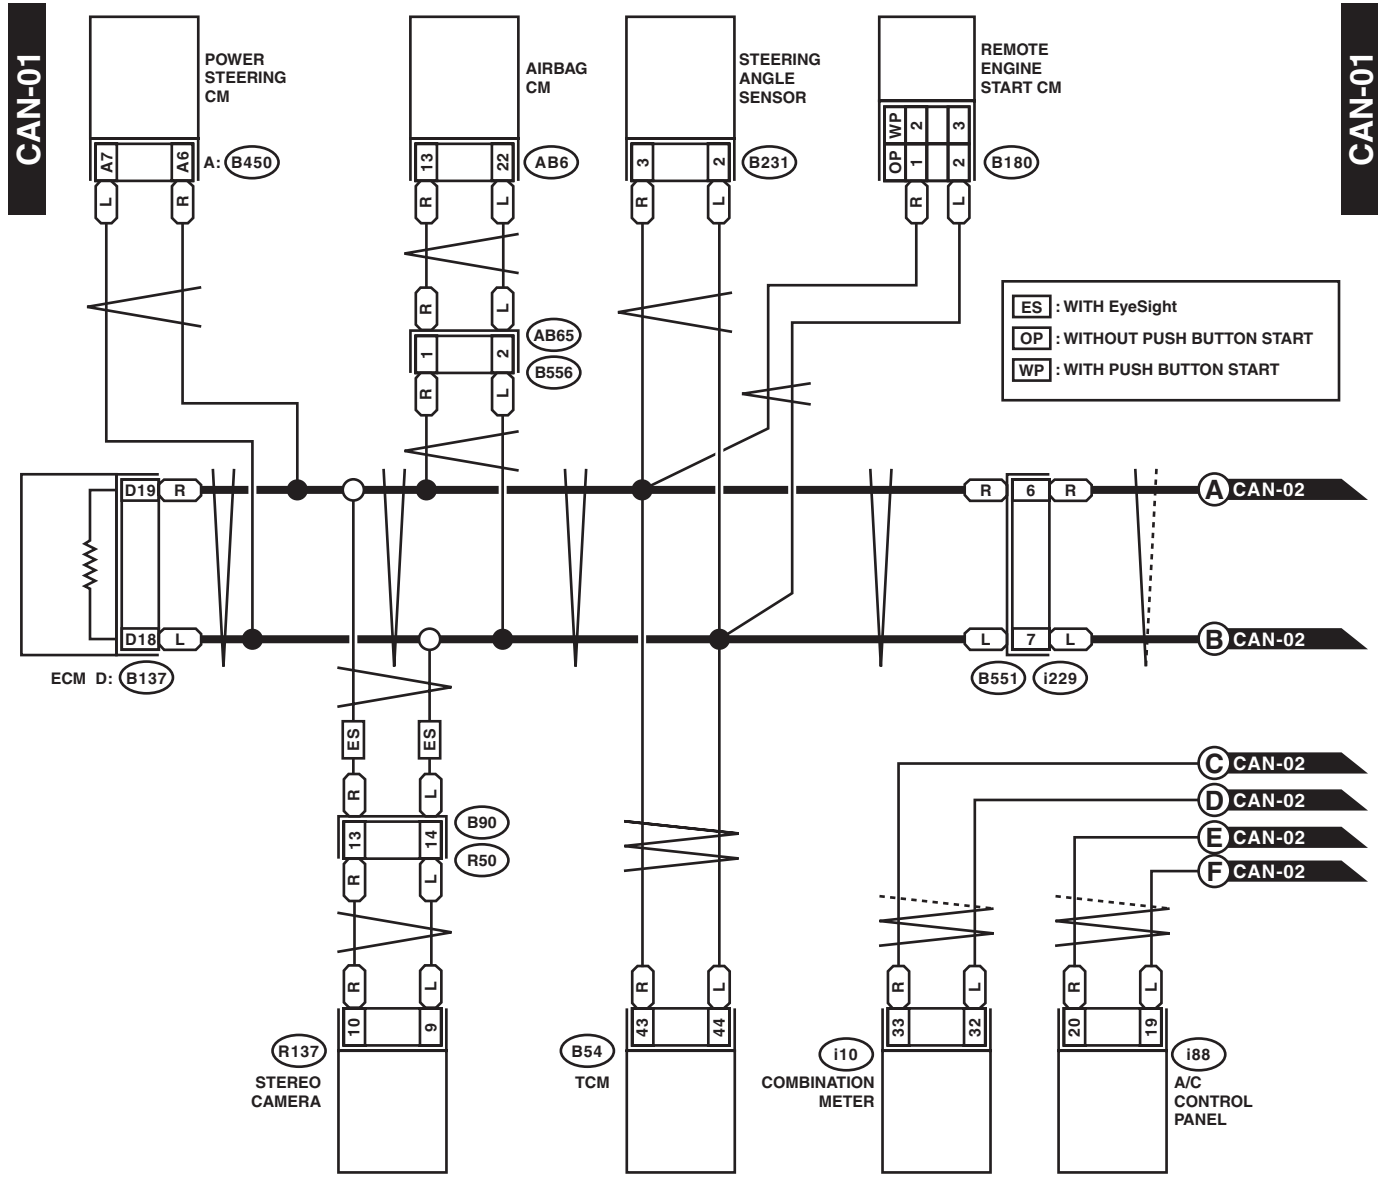 CAN-01
CAN-01
POWER
STEERING
CM
AIRBAG
CM
STEERING
ANGLE
SENSOR
REMOTE
ENGINE
START CM
WP 2 3
OP 1 2
A7 A6 A: B450
13 22 AB6
3 2 B231
B180
L R
R L
R L
R L
R L
1 2
AB65
B556
R L
ES : WITH EyeSight
OP : WITHOUT PUSH BUTTON START
WP : WITH PUSH BUTTON START
D19 R
R 6 R
A CAN-02
D18 L
L 7 L
B CAN-02
ECM D: B137
B551 i229
ES ES
R L
13 14
B90
R50
R L
C CAN-02
D CAN-02
E CAN-02
F CAN-02
R L
R L
R L
R L
10 9
43 44
33 32
20 19
R137
STEREO
CAMERA
B54
TCM
i10
COMBINATION
METER
i88
A/C
CONTROL
PANEL